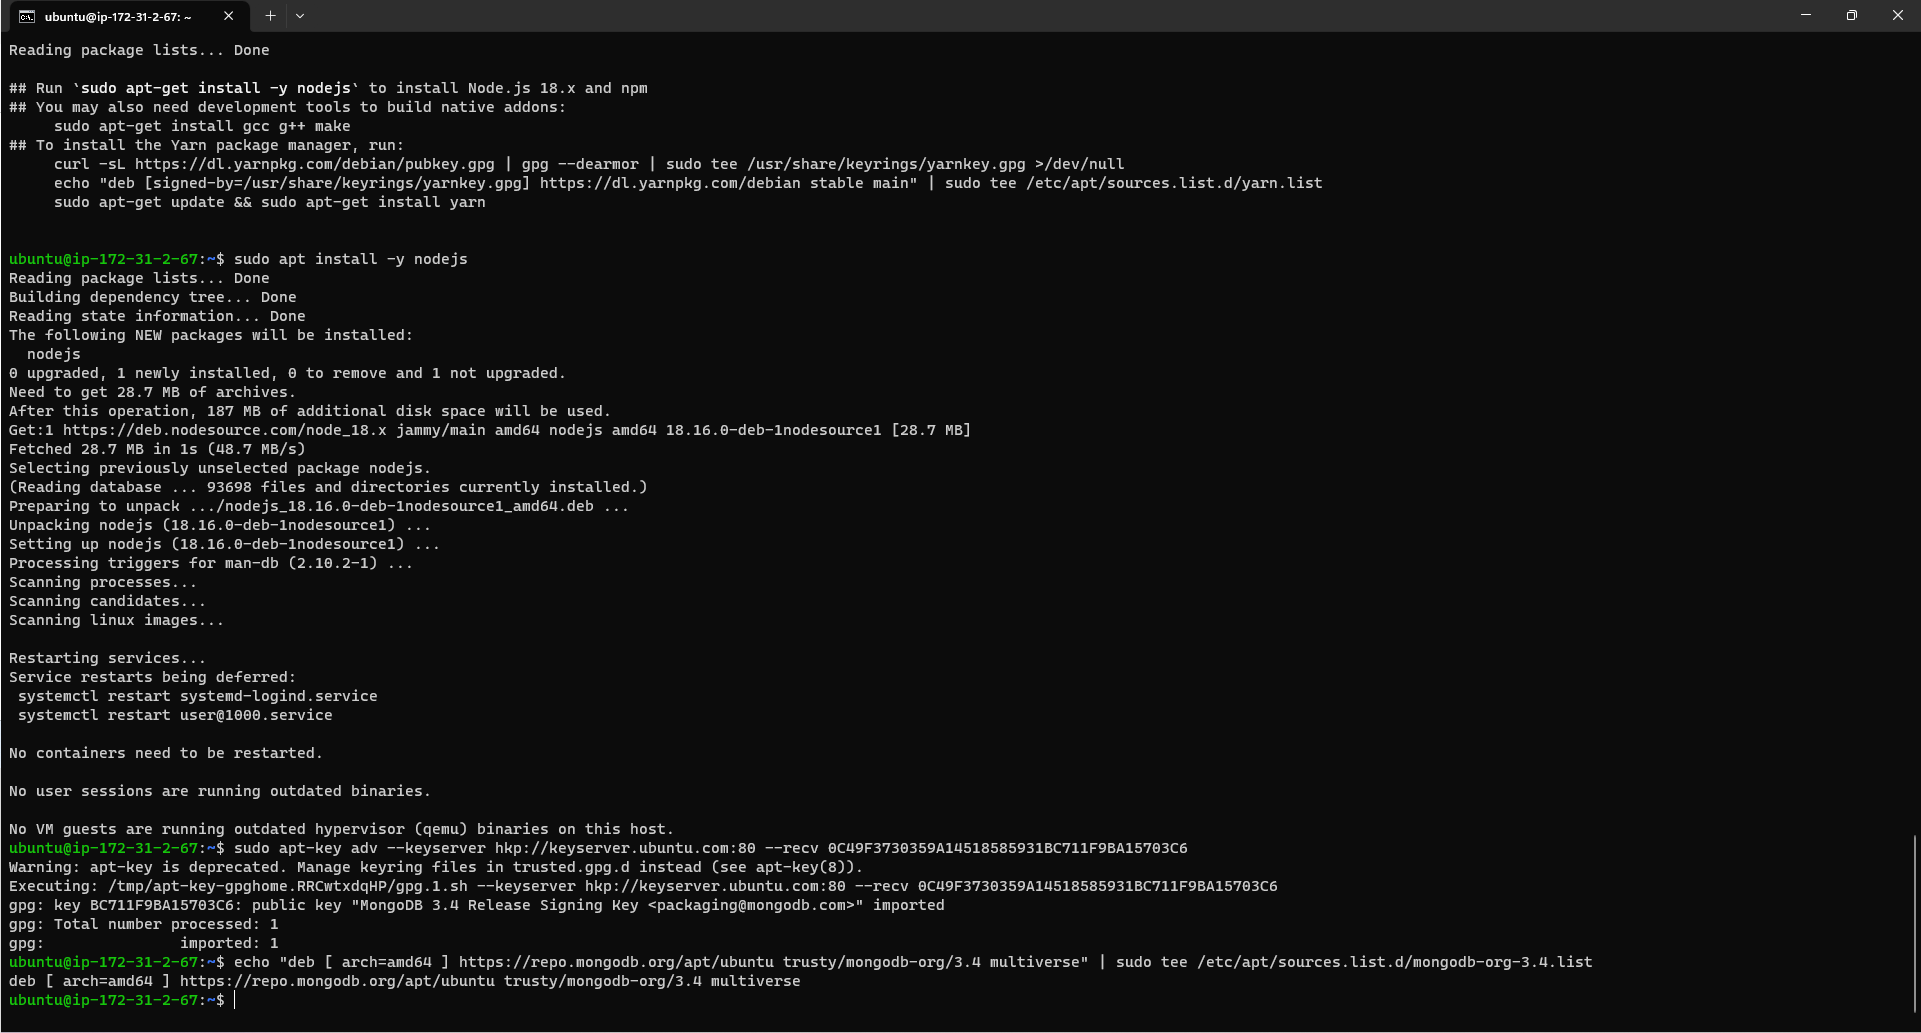 ubuntu@ip-172-31-2-67: ~
Reading package lists... Done
## Run `sudo apt-get install -y nodejs` to install Node.js 18.x and npm
## You may also need development tools to build native addons:
     sudo apt-get install gcc g++ make
## To install the Yarn package manager, run:
     curl -sL https://dl.yarnpkg.com/debian/pubkey.gpg | gpg --dearmor | sudo tee /usr/share/keyrings/yarnkey.gpg >/dev/null
     echo "deb [signed-by=/usr/share/keyrings/yarnkey.gpg] https://dl.yarnpkg.com/debian stable main" | sudo tee /etc/apt/sources.list.d/yarn.list
     sudo apt-get update && sudo apt-get install yarn
ubuntu@ip-172-31-2-67:~$ sudo apt install -y nodejs
Reading package lists... Done
Building dependency tree... Done
Reading state information... Done
The following NEW packages will be installed:
  nodejs
0 upgraded, 1 newly installed, 0 to remove and 1 not upgraded.
Need to get 28.7 MB of archives.
After this operation, 187 MB of additional disk space will be used.
Get:1 https://deb.nodesource.com/node_18.x jammy/main amd64 nodejs amd64 18.16.0-deb-1nodesource1 [28.7 MB]
Fetched 28.7 MB in 1s (48.7 MB/s)
Selecting previously unselected package nodejs.
(Reading database ... 93698 files and directories currently installed.)
Preparing to unpack .../nodejs_18.16.0-deb-1nodesource1_amd64.deb ...
Unpacking nodejs (18.16.0-deb-1nodesource1) ...
Setting up nodejs (18.16.0-deb-1nodesource1) ...
Processing triggers for man-db (2.10.2-1) ...
Scanning processes...
Scanning candidates...
Scanning linux images...
Restarting services...
Service restarts being deferred:
 systemctl restart systemd-logind.service
 systemctl restart user@1000.service
No containers need to be restarted.
No user sessions are running outdated binaries.
No VM guests are running outdated hypervisor (qemu) binaries on this host.
ubuntu@ip-172-31-2-67:~$ sudo apt-key adv --keyserver hkp://keyserver.ubuntu.com:80 --recv 0C49F3730359A14518585931BC711F9BA15703C6
Warning: apt-key is deprecated. Manage keyring files in trusted.gpg.d instead (see apt-key(8)).
Executing: /tmp/apt-key-gpghome.RRCwtxdqHP/gpg.1.sh --keyserver hkp://keyserver.ubuntu.com:80 --recv 0C49F3730359A14518585931BC711F9BA15703C6
gpg: key BC711F9BA15703C6: public key "MongoDB 3.4 Release Signing Key <packaging@mongodb.com>" imported
gpg: Total number processed: 1
gpg:               imported: 1
ubuntu@ip-172-31-2-67:~$ echo "deb [ arch=amd64 ] https://repo.mongodb.org/apt/ubuntu trusty/mongodb-org/3.4 multiverse" | sudo tee /etc/apt/sources.list.d/mongodb-org-3.4.list
deb [ arch=amd64 ] https://repo.mongodb.org/apt/ubuntu trusty/mongodb-org/3.4 multiverse
ubuntu@ip-172-31-2-67:~$